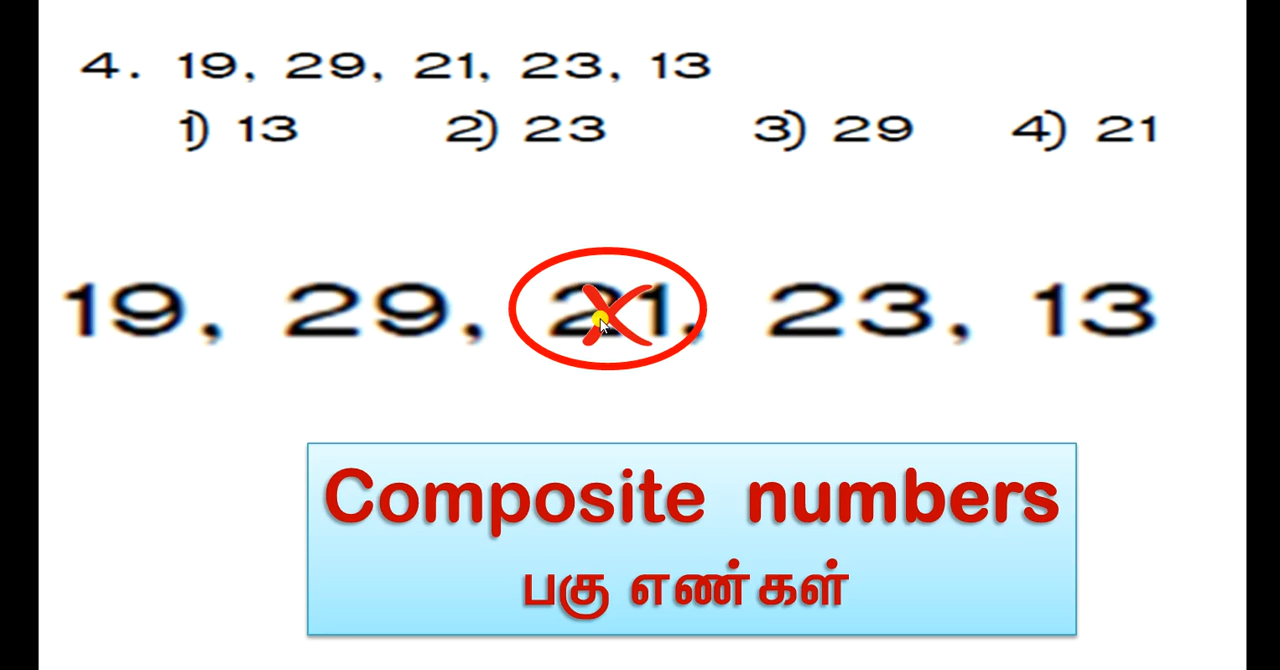 4. 19, 29, 21, 23, 13
1) 13 2) 23 3) 29 4) 21
19, 29, 21, 23, 13
Composite numbers
பகு எண்கள்